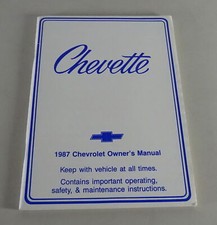 Chevette
1987 Chevrolet Owner's Manual
Keep with vehicle at all times.
Contains important operating,
safety, & maintenance instructions.